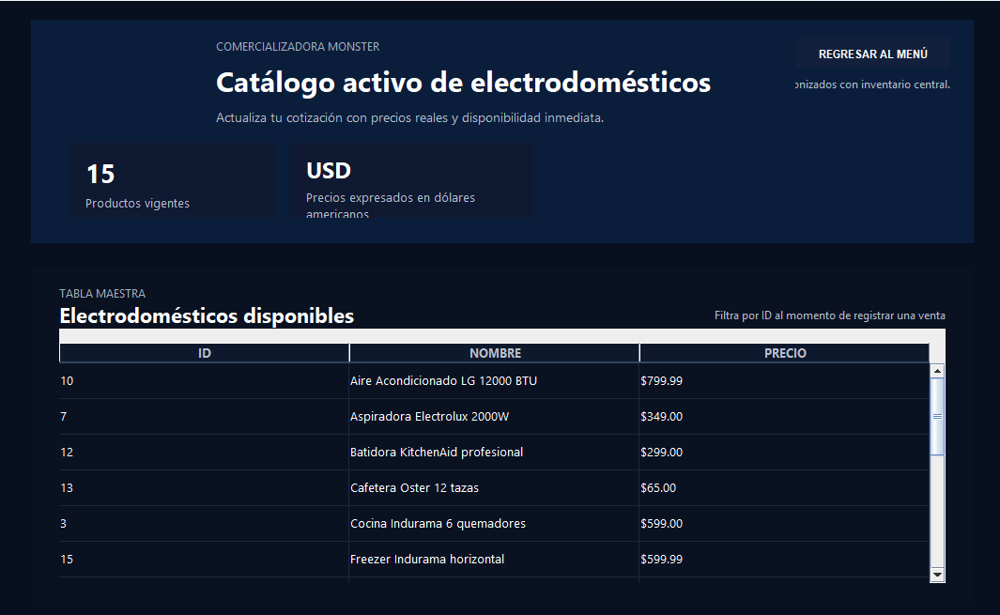 COMERCIALIZADORA MONSTER
REGRESAR AL MENÚ
Catálogo activo de electrodomésticos
onizados con inventario central.
Actualiza tu cotización con precios reales y disponibilidad inmediata.
15
Productos vigentes
USD
Precios expresados en dólares
americanos
TABLA MAESTRA
Electrodomésticos disponibles
Filtra por ID al momento de registrar una venta
ID NOMBRE PRECIO
10 Aire Acondicionado LG 12000 BTU $799.99
7 Aspiradora Electrolux 2000W $349.00
12 Batidora KitchenAid profesional $299.00
13 Cafetera Oster 12 tazas $65.00
3 Cocina Indurama 6 quemadores $599.00
15 Freezer Indurama horizontal $599.99